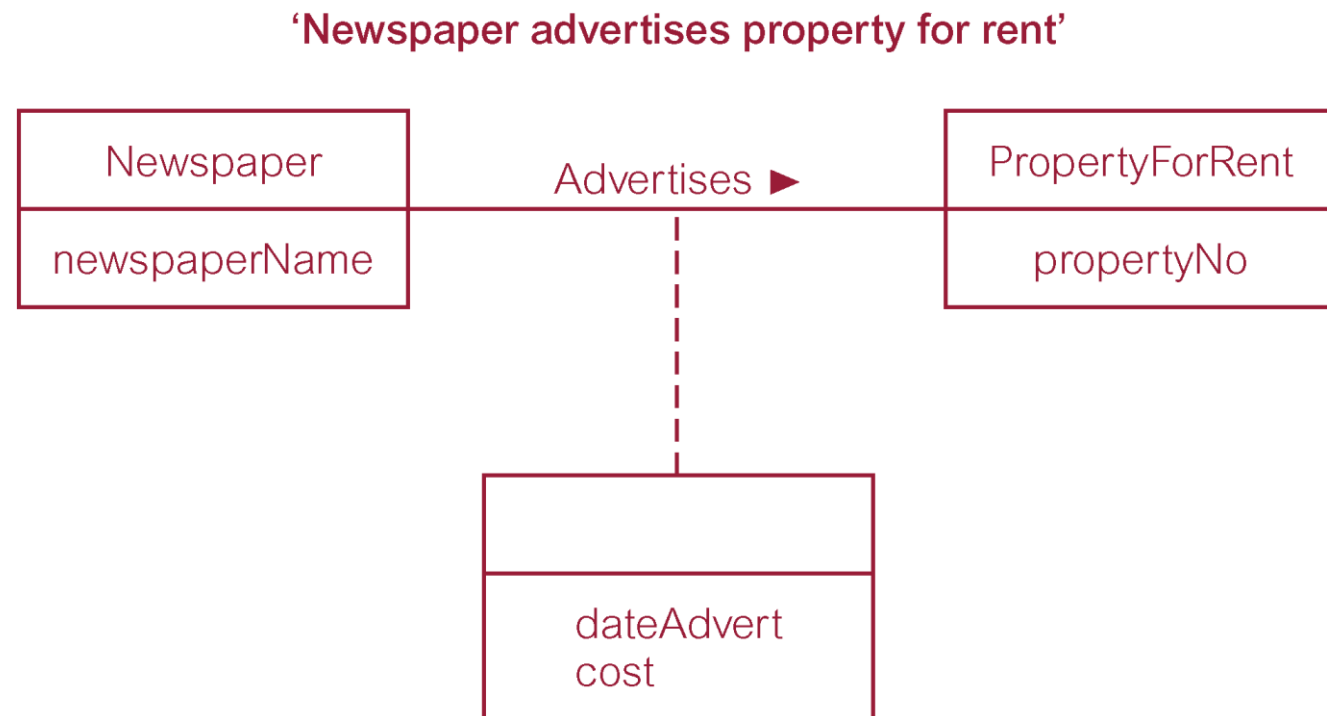 ‘Newspaper advertises property for rent’
Newspaper
Advertises ►
PropertyForRent
newspaperName
propertyNo
dateAdvert
cost